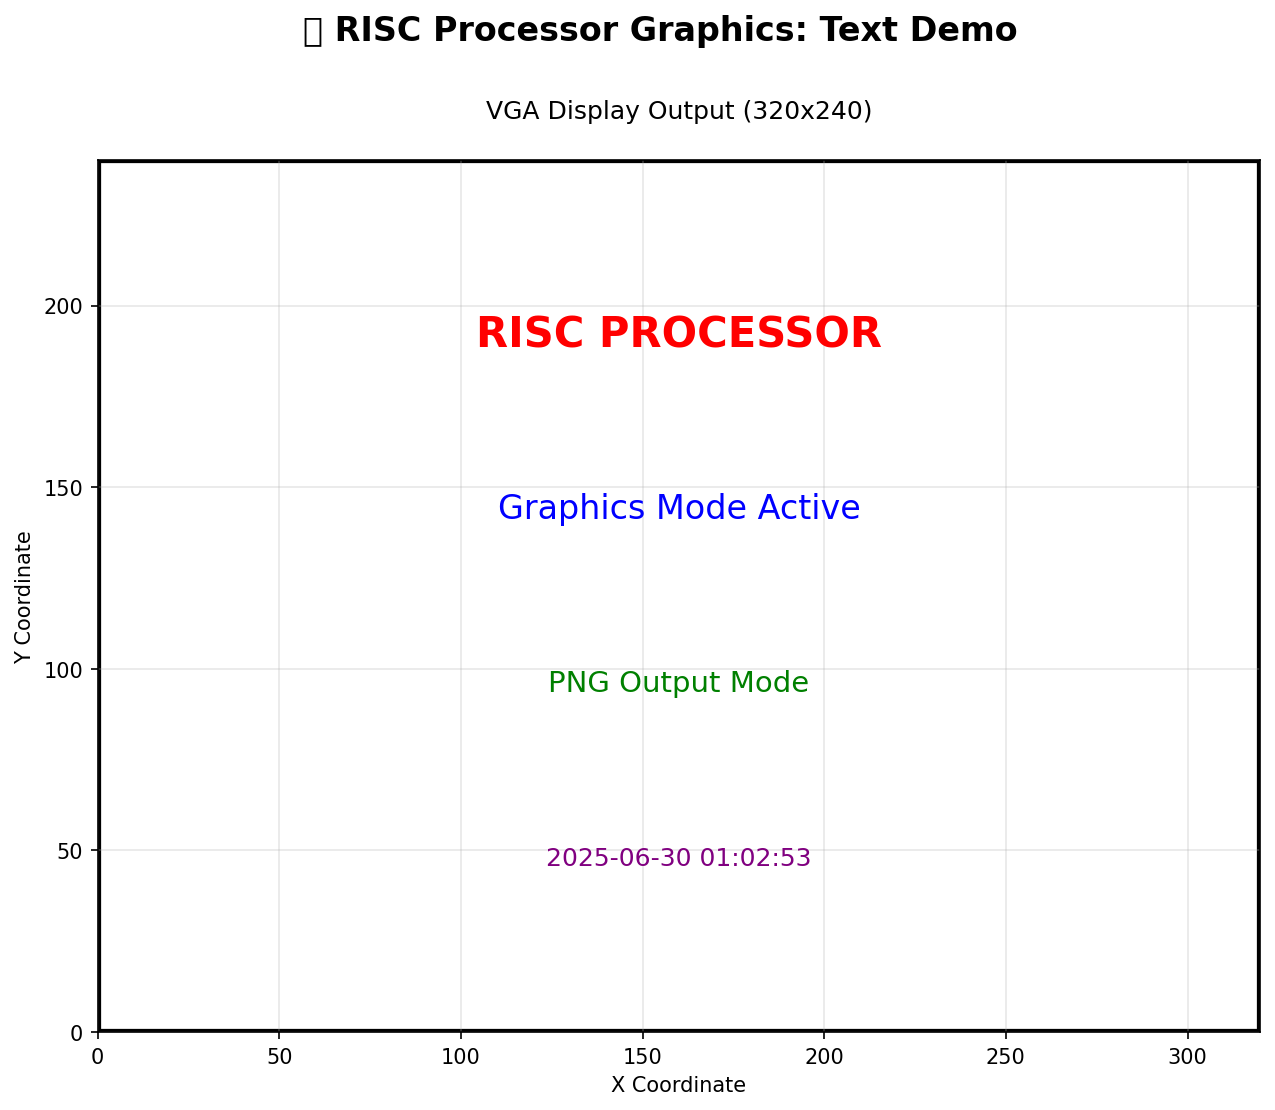 RISC Processor Graphics: Text Demo
VGA Display Output (320x240)
200
RISC PROCESSOR
150
Graphics Mode Active
Y Coordinate
100
PNG Output Mode
50
2025-06-30 01:02:53
0
0 50 100 150 200 250 300
X Coordinate